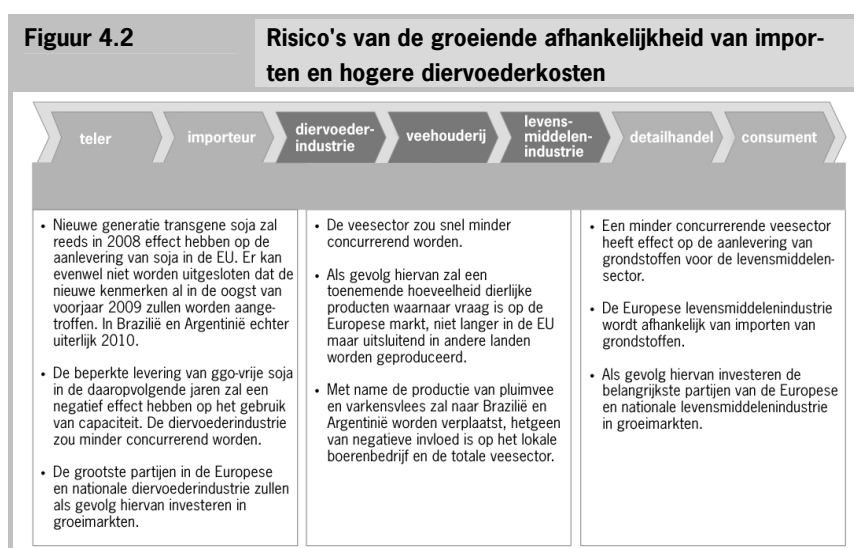 Figuur 4.2
Risico's van de groeiende afhankelijkheid van impor-
ten en hogere diervoederkosten
teler
importeur
diervoeder-
industrie
veehouderij
levens-
middelen-
industrie
detailhandel
consument
• Nieuwe generatie transgene soja zal
reeds in 2008 effect hebben op de
aanlevering van soja in de EU. Er kan
evenwel niet worden uitgesloten dat de
nieuwe kenmerken al in de oogst van
voorjaar 2009 zullen worden aange-
troffen. In Brazilië en Argentinië echter
uiterlijk 2010.
• De beperkte levering van ggo-vrije soja
in de daaropvolgende jaren zal een
negatief effect hebben op het gebruik
van capaciteit. De diervoederindustrie
zou minder concurrerend worden.
• De grootste partijen in de Europese
en nationale diervoederindustrie zullen
als gevolg hiervan investeren in
groeimarkten.
• De veesector zou snel minder
concurrerend worden.
• Als gevolg hiervan zal een
toenemende hoeveelheid dierlijke
producten waarnaar vraag is op de
Europese markt, niet langer in de EU
maar uitsluitend in andere landen
worden geproduceerd.
• Met name de productie van pluimvee
en varkensvlees zal naar Brazilië en
Argentinië worden verplaatst, hetgeen
van negatieve invloed is op het lokale
boerenbedrijf en de totale veesector.
• Een minder concurrerende veesector
heeft effect op de aanlevering van
grondstoffen voor de levensmiddelen-
sector.
• De Europese levensmiddelenindustrie
wordt afhankelijk van importen van
grondstoffen.
• Als gevolg hiervan investeren de
belangrijkste partijen van de Europese
en nationale levensmiddelenindustrie
in groeimarkten.